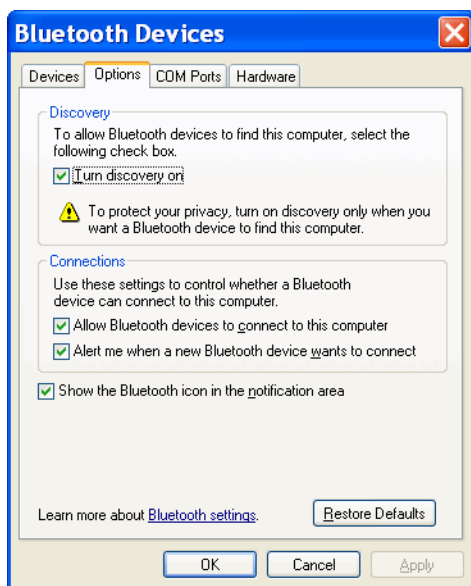 Bluetooth Devices
Devices Options COM Ports Hardware
Discovery
To allow Bluetooth devices to find this computer, select the
following check box.
Turn discovery on
To protect your privacy, turn on discovery only when you
want a Bluetooth device to find this computer.
Connections
Use these settings to control whether a Bluetooth
device can connect to this computer.
Allow Bluetooth devices to connect to this computer
Alert me when a new Bluetooth device wants to connect
Show the Bluetooth icon in the notification area
Learn more about Bluetooth settings. Restore Defaults
OK Cancel Apply